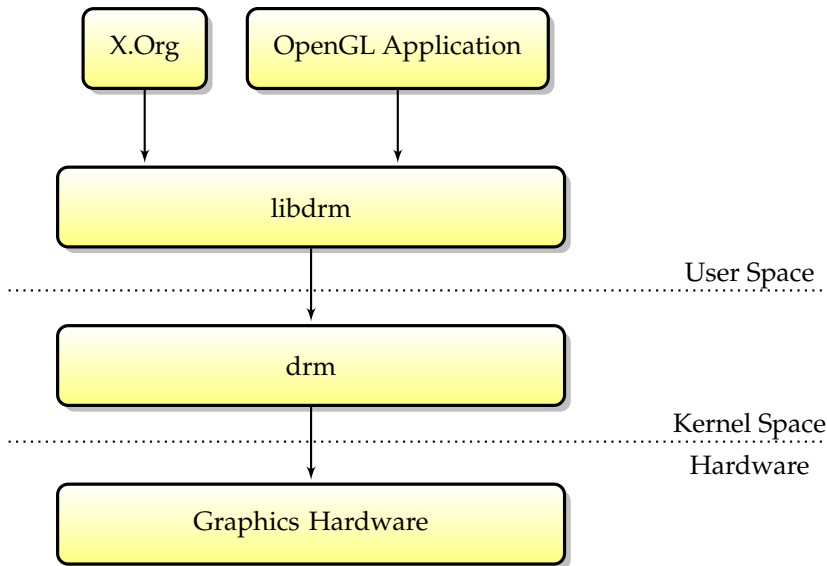 X.Org
OpenGL Application
libdrm
User Space
drm
Kernel Space
Hardware
Graphics Hardware